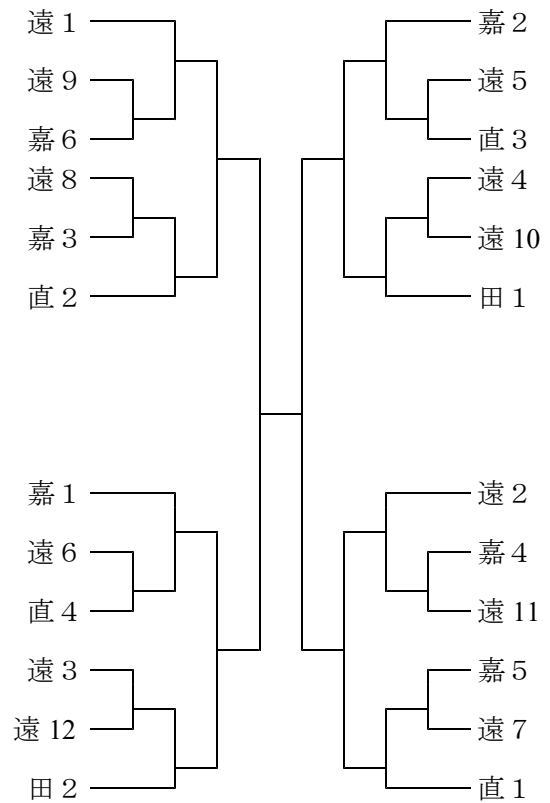 遠 1
遠 9
嘉 6
遠 8
嘉 3
直 2
嘉 1
遠 6
直 4
遠 3
遠 12
田 2
嘉 2
遠 5
直 3
遠 4
遠 10
田 1
遠 2
嘉 4
遠 11
嘉 5
遠 7
直 1